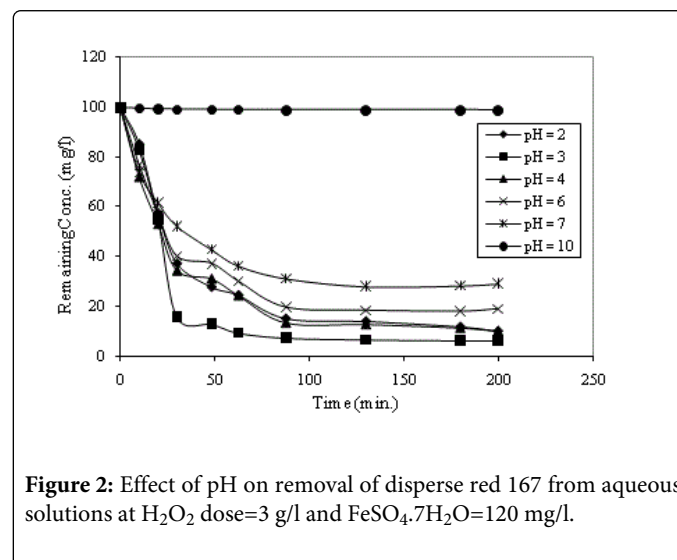 120
100
80
60
40
20
0
RemainingConc. (mg/l)
0
50
100
150
200
250
Time (min.)
pH = 2
pH = 3
pH = 4
pH = 6
pH = 7
pH = 10
Figure 2: Effect of pH on removal of disperse red 167 from aqueous
solutions at H₂O₂ dose=3 g/l and FeSO₄.7H₂O=120 mg/l.